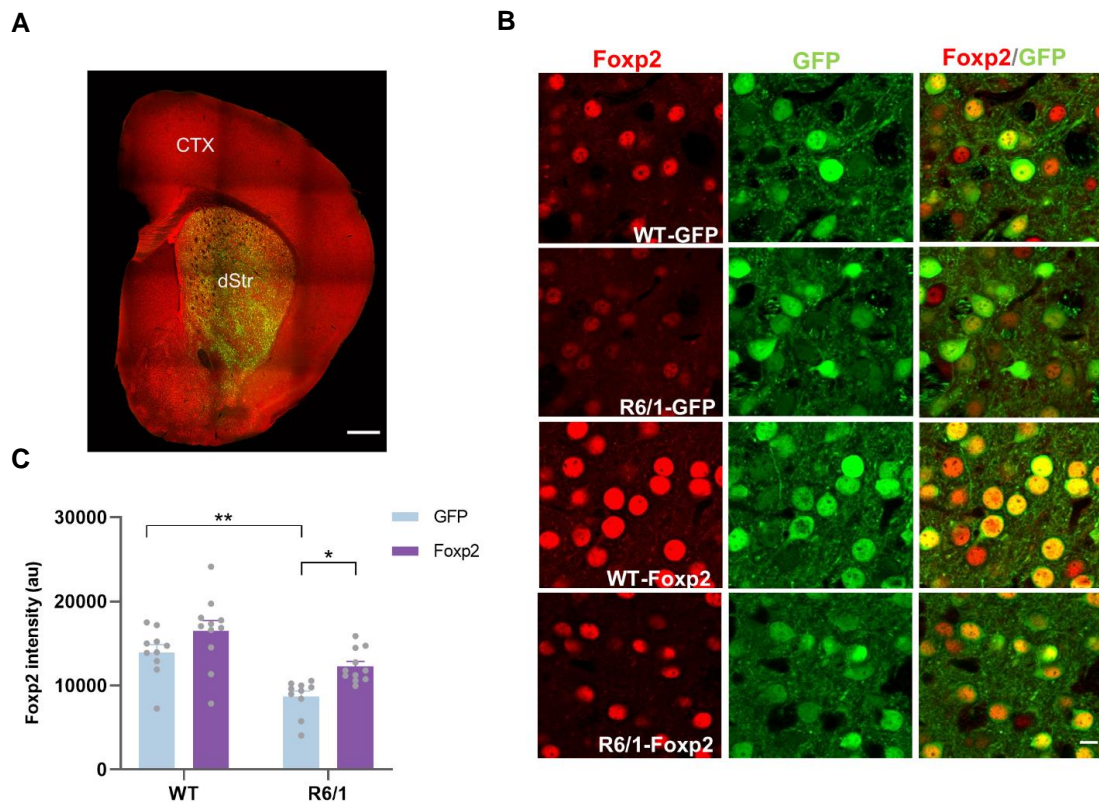 A
CTX
dStr
B
Foxp2 GFP Foxp2/GFP
WT-GFP
R6/1-GFP
WT-Foxp2
R6/1-Foxp2
C
Foxp2 intensity (au)
30000
20000
10000
0
**
*
GFP
Foxp2
WT R6/1